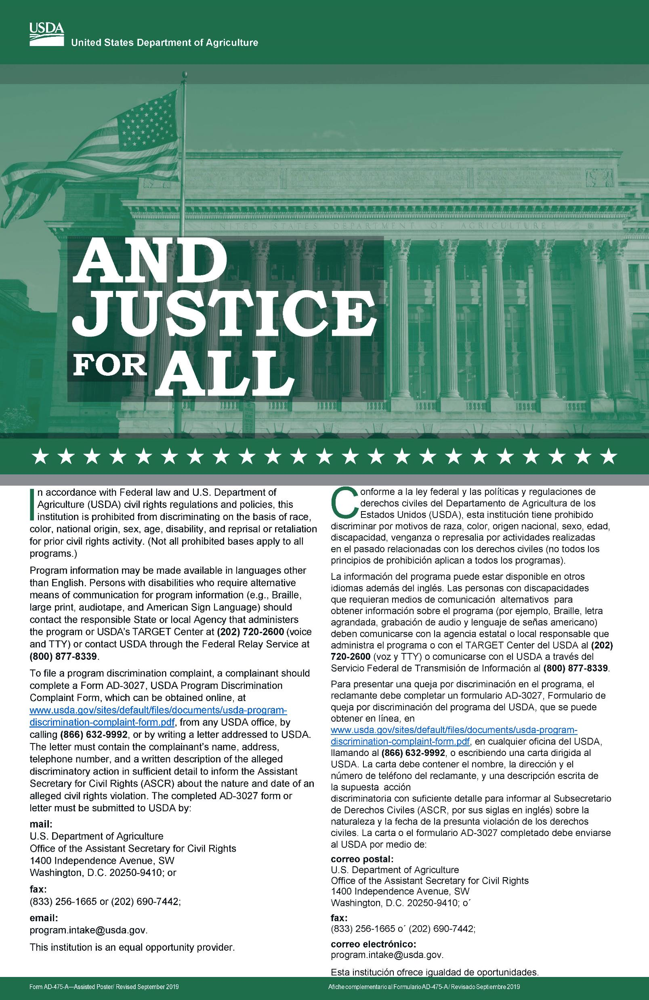 USDA
United States Department of Agriculture
UNITED STATES DEPARTMENT OF AGRICULTURE
AND
JUSTICE
FOR ALL
In accordance with Federal law and U.S. Department of
Agriculture (USDA) civil rights regulations and policies, this
institution is prohibited from discriminating on the basis of race,
color, national origin, sex, age, disability, and reprisal or retaliation
for prior civil rights activity. (Not all prohibited bases apply to all
programs.)
Program information may be made available in languages other
than English. Persons with disabilities who require alternative
means of communication for program information (e.g., Braille,
large print, audiotape, and American Sign Language) should
contact the responsible State or local Agency that administers
the program or USDA’s TARGET Center at (202) 720-2600 (voice
and TTY) or contact USDA through the Federal Relay Service at
(800) 877-8339.
To file a program discrimination complaint, a complainant should
complete a Form AD-3027, USDA Program Discrimination
Complaint Form, which can be obtained online, at
www.usda.gov/sites/default/files/documents/usda-program-
discrimination-complaint-form.pdf, from any USDA office, by
calling (866) 632-9992, or by writing a letter addressed to USDA.
The letter must contain the complainant’s name, address,
telephone number, and a written description of the alleged
discriminatory action in sufficient detail to inform the Assistant
Secretary for Civil Rights (ASCR) about the nature and date of an
alleged civil rights violation. The completed AD-3027 form or
letter must be submitted to USDA by:
mail:
U.S. Department of Agriculture
Office of the Assistant Secretary for Civil Rights
1400 Independence Avenue, SW
Washington, D.C. 20250-9410; or
fax:
(833) 256-1665 or (202) 690-7442;
email:
program.intake@usda.gov.
This institution is an equal opportunity provider.
Conforme a la ley federal y las políticas y regulaciones de
derechos civiles del Departamento de Agricultura de los
Estados Unidos (USDA), esta institución tiene prohibido
discriminar por motivos de raza, color, origen nacional, sexo, edad,
discapacidad, venganza o represalia por actividades realizadas
en el pasado relacionadas con los derechos civiles (no todos los
principios de prohibición aplican a todos los programas).
La información del programa puede estar disponible en otros
idiomas además del inglés. Las personas con discapacidades
que requieran medios de comunicación alternativos para
obtener información sobre el programa (por ejemplo, Braille, letra
agrandada, grabación de audio y lenguaje de señas americano)
deben comunicarse con la agencia estatal o local responsable que
administra el programa o con el TARGET Center del USDA al (202)
720-2600 (voz y TTY) o comunicarse con el USDA a través del
Servicio Federal de Transmisión de Información al (800) 877-8339.
Para presentar una queja por discriminación en el programa, el
reclamante debe completar un formulario AD-3027, Formulario de
queja por discriminación del programa del USDA, que se puede
obtener en línea, en
www.usda.gov/sites/default/files/documents/usda-program-
discrimination-complaint-form.pdf, en cualquier oficina del USDA,
llamando al (866) 632-9992, o escribiendo una carta dirigida al
USDA. La carta debe contener el nombre, la dirección y el
número de teléfono del reclamante, y una descripción escrita de
la supuesta acción
discriminatoria con suficiente detalle para informar al Subsecretario
de Derechos Civiles (ASCR, por sus siglas en inglés) sobre la
naturaleza y la fecha de la presunta violación de los derechos
civiles. La carta o el formulario AD-3027 completado debe enviarse
al USDA por medio de:
correo postal:
U.S. Department of Agriculture
Office of the Assistant Secretary for Civil Rights
1400 Independence Avenue, SW
Washington, D.C. 20250-9410; o´
fax:
(833) 256-1665 o´ (202) 690-7442;
correo electrónico:
program.intake@usda.gov.
Esta institución ofrece igualdad de oportunidades.
Form AD-475-A—Assisted Poster/ Revised September 2019
Afiche complementario al Formulario AD-475-A / Revisado Septiembre 2019